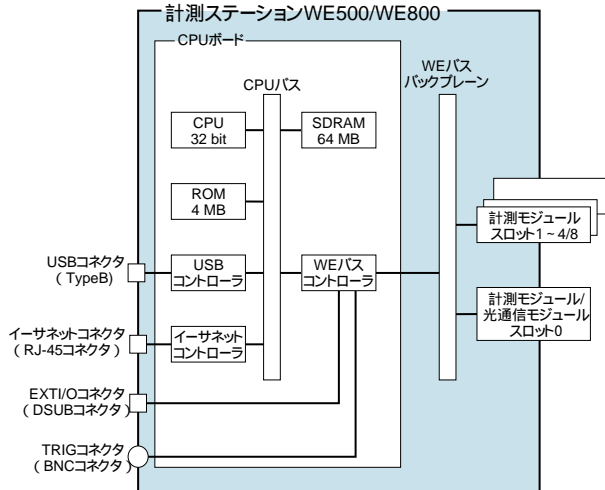 計測ステーションWE500/WE800
CPUボード
CPUバス
WEバス
バックプレーン
CPU
32 bit
SDRAM
64 MB
ROM
4 MB
計測モジュール
スロット1 ~ 4/8
USBコネクタ
( TypeB)
USB
コントローラ
WEバス
コントローラ
計測モジュール/
光通信モジュール
スロット0
イーサネットコネクタ
( RJ-45コネクタ )
イーサネット
コントローラ
EXTI/Oコネクタ
( DSUBコネクタ )
TRIGコネクタ
( BNCコネクタ )